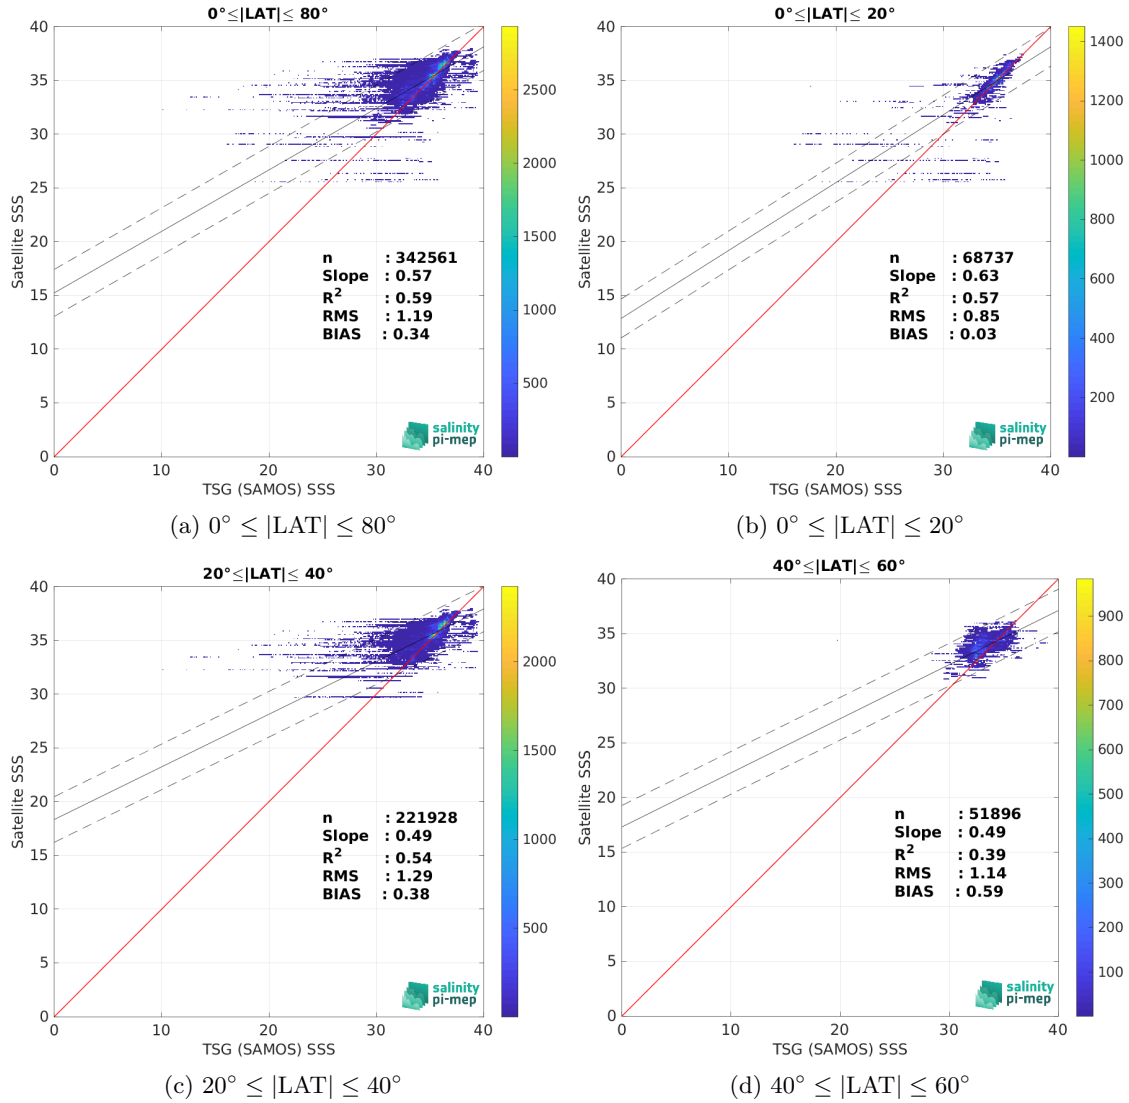 0°≤|LAT|≤ 80°
Satellite SSS
40
35
30
25
20
15
10
5
0
0
10
20
30
40
TSG (SAMOS) SSS
n : 342561
Slope : 0.57
R² : 0.59
RMS : 1.19
BIAS : 0.34
salinity
pi-mep
2500
2000
1500
1000
500
(a) 0° ≤ |LAT| ≤ 80°
0°≤|LAT|≤ 20°
Satellite SSS
40
35
30
25
20
15
10
5
0
0
10
20
30
40
TSG (SAMOS) SSS
n : 68737
Slope : 0.63
R² : 0.57
RMS : 0.85
BIAS : 0.03
salinity
pi-mep
1400
1200
1000
800
600
400
200
(b) 0° ≤ |LAT| ≤ 20°
20°≤|LAT|≤ 40°
Satellite SSS
40
35
30
25
20
15
10
5
0
0
10
20
30
40
TSG (SAMOS) SSS
n : 221928
Slope : 0.49
R² : 0.54
RMS : 1.29
BIAS : 0.38
salinity
pi-mep
2000
1500
1000
500
(c) 20° ≤ |LAT| ≤ 40°
40°≤|LAT|≤ 60°
Satellite SSS
40
35
30
25
20
15
10
5
0
0
10
20
30
40
TSG (SAMOS) SSS
n : 51896
Slope : 0.49
R² : 0.39
RMS : 1.14
BIAS : 0.59
salinity
pi-mep
900
800
700
600
500
400
300
200
100
(d) 40° ≤ |LAT| ≤ 60°